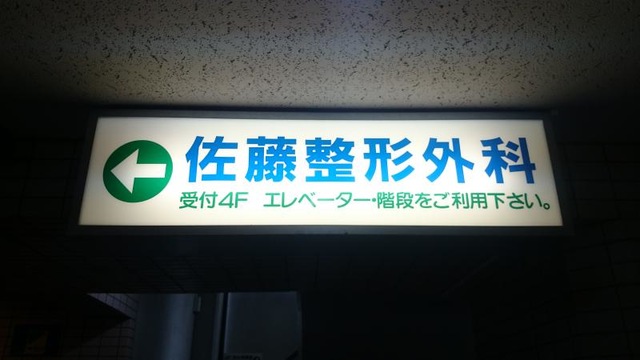 佐藤整形外科
受付4F エレベーター・階段をご利用下さい。